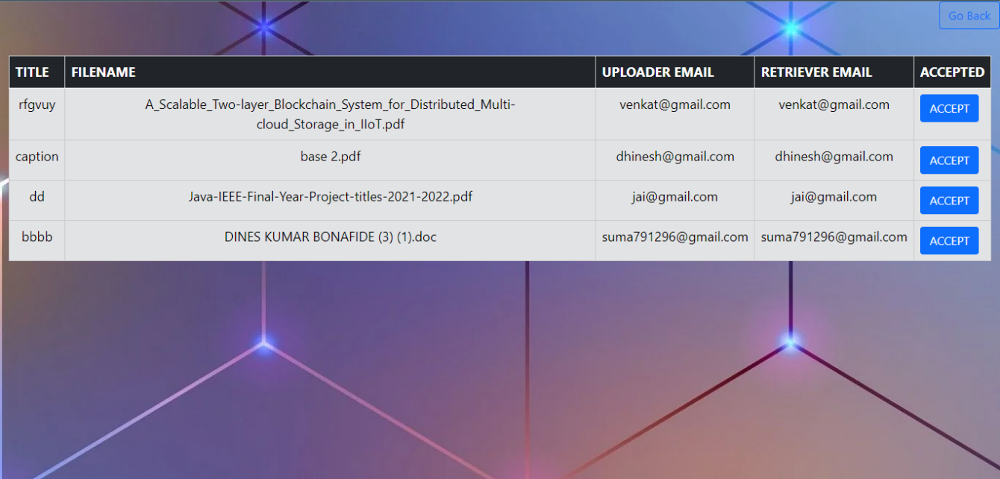 Go Back
TITLE FILENAME UPLOADER EMAIL RETRIEVER EMAIL ACCEPTED
rfgvuy A_Scalable_Two-layer_Blockchain_System_for_Distributed_Multi- venkat@gmail.com venkat@gmail.com ACCEPT
cloud_Storage_in_IIoT.pdf
caption base 2.pdf dhinesh@gmail.com dhinesh@gmail.com ACCEPT
dd Java-IEEE-Final-Year-Project-titles-2021-2022.pdf jai@gmail.com jai@gmail.com ACCEPT
bbbb DINES KUMAR BONAFIDE (3) (1).doc suma791296@gmail.com suma791296@gmail.com ACCEPT